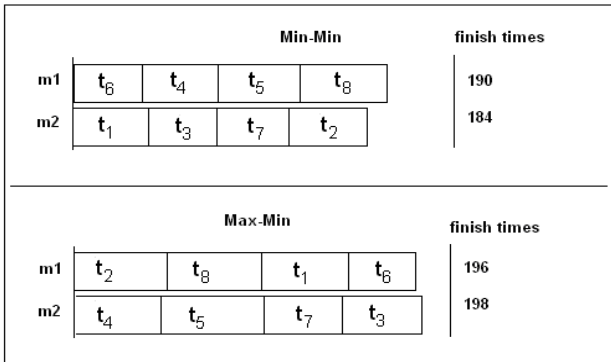 Min-Min finish times
m1 t₆ t₄ t₅ t₈ 190
m2 t₁ t₃ t₇ t₂ 184
Max-Min finish times
m1 t₂ t₈ t₁ t₆ 196
m2 t₄ t₅ t₇ t₃ 198